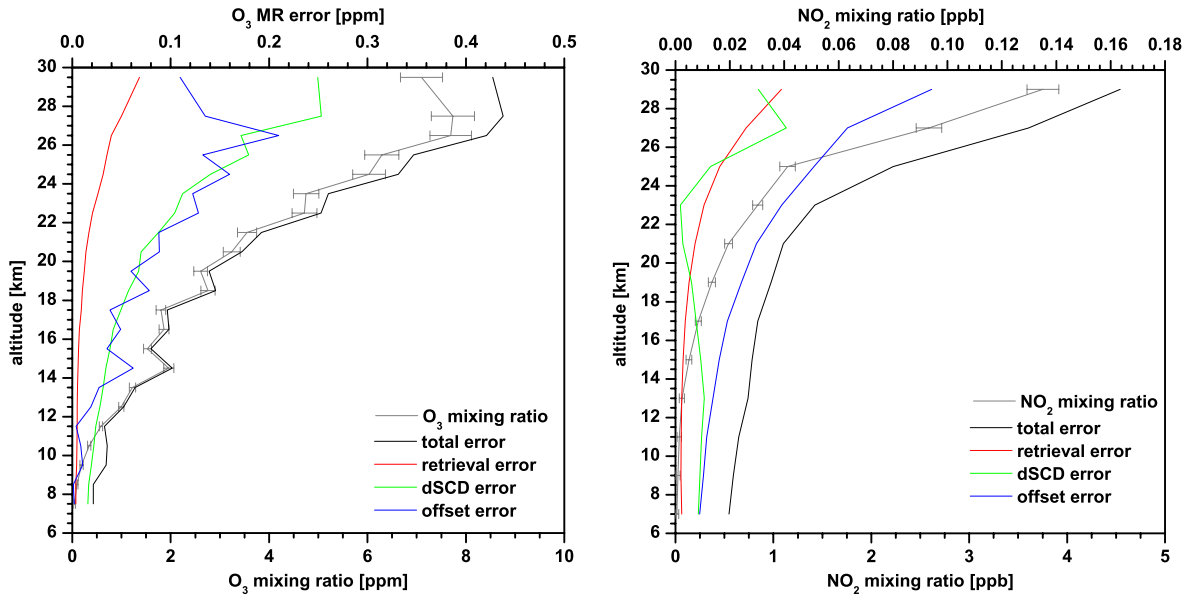 O₃ MR error [ppm]
0.0 0.1 0.2 0.3 0.4 0.5
30
28
26
24
22
20
18
16
14
12
10
8
6
altitude [km]
O₃ mixing ratio
total error
retrieval error
dSCD error
offset error
0 2 4 6 8 10
O₃ mixing ratio [ppm]
NO₂ mixing ratio [ppb]
0.00 0.02 0.04 0.06 0.08 0.10 0.12 0.14 0.16 0.18
30
28
26
24
22
20
18
16
14
12
10
8
6
altitude [km]
NO₂ mixing ratio
total error
retrieval error
dSCD error
offset error
0 1 2 3 4 5
NO₂ mixing ratio [ppb]